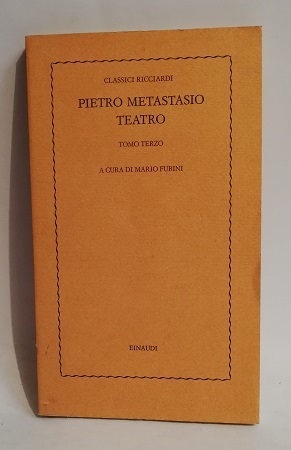 CLASSICI RICCIARDI
PIETRO METASTASIO
TEATRO
TOMO TERZO
A CURA DI MARIO FUBINI
EINAUDI